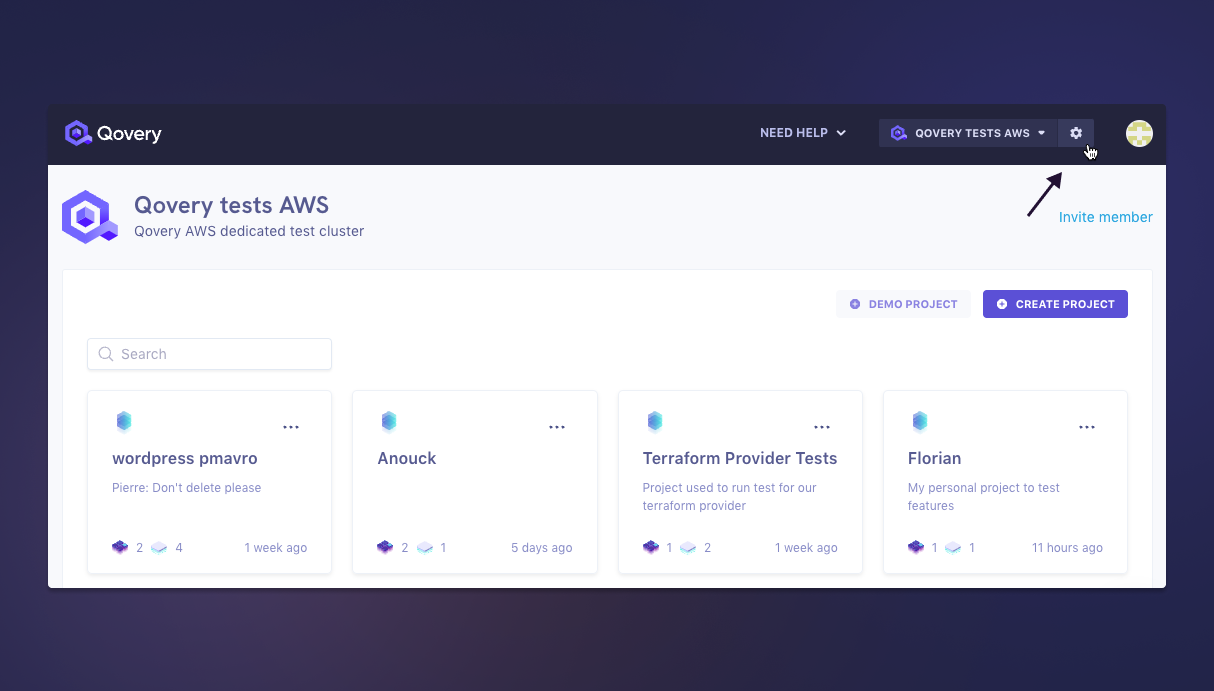 Qovery
NEED HELP
QOVERY TESTS AWS
Qovery tests AWS
Qovery AWS dedicated test cluster
Invite member
DEMO PROJECT
CREATE PROJECT
Search
wordpress pmavro
Pierre: Don't delete please
2
4
1 week ago
Anouck
2
1
5 days ago
Terraform Provider Tests
Project used to run test for our
terraform provider
1
2
1 week ago
Florian
My personal project to test
features
1
1
11 hours ago